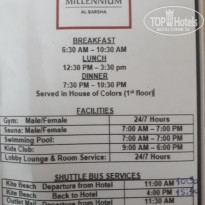 MILLENNIUM
AL BARSHA
TopHotels
BREAKFAST
6:30 AM – 10:30 AM
LUNCH
12:30 PM – 3:30 pm
DINNER
7:30 PM – 10:30 PM
Served in House of Colors (1st floor)
FACILITIES
Gym: Male/Female 24/7 Hours
Sauna: Male/Female 7:00 AM – 7:00 PM
Swimming Pool: 7:00 AM – 7:00 PM
Kids Club: 9:00 AM – 6:00 PM
Lobby Lounge & Room Service: 24/7 Hours
SHUTTLE BUS SERVICES
Kite Beach Departure from Hotel 11:00 AM
Kite Beach Back to Hotel 4:00 PM
Outlet Mall Departure from Hotel 11:30 AM